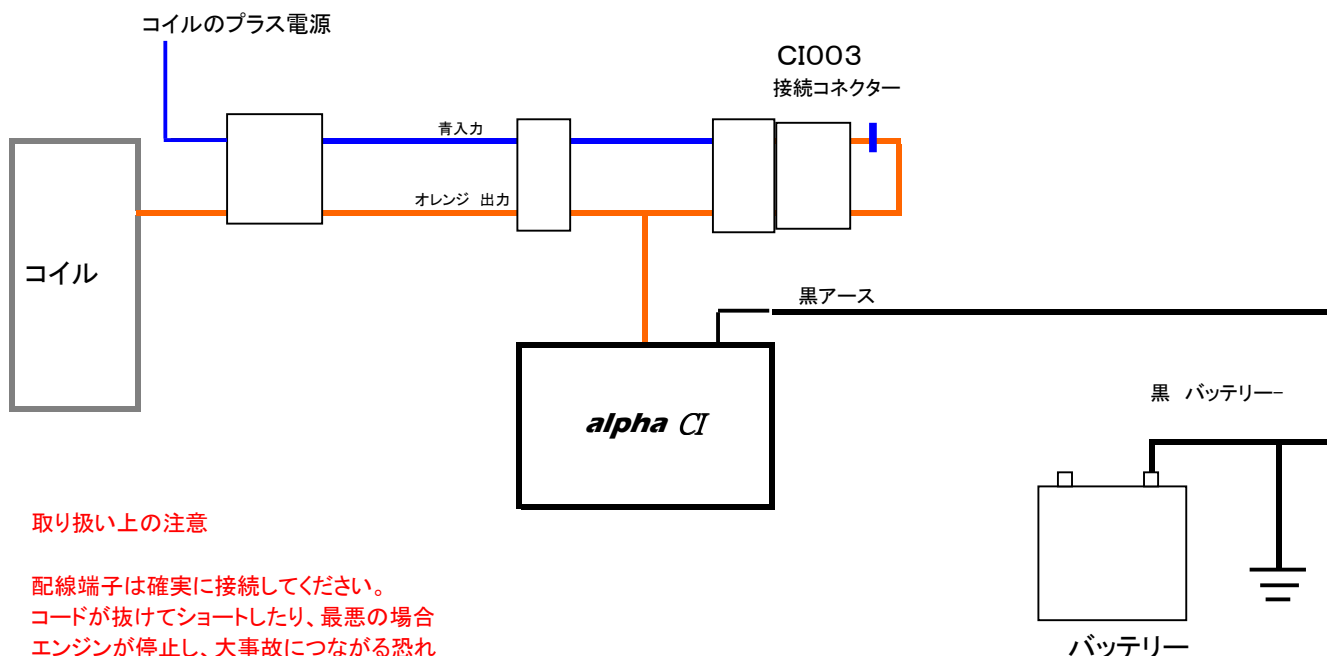 コイルのプラス電源
CI003
接続コネクター
青入力
オレンジ 出力
コイル
黒アース
alpha CI
黒 バッテリー-
バッテリー
取り扱い上の注意
配線端子は確実に接続してください。
コードが抜けてショートしたり、最悪の場合
エンジンが停止し、大事故につながる恐れ